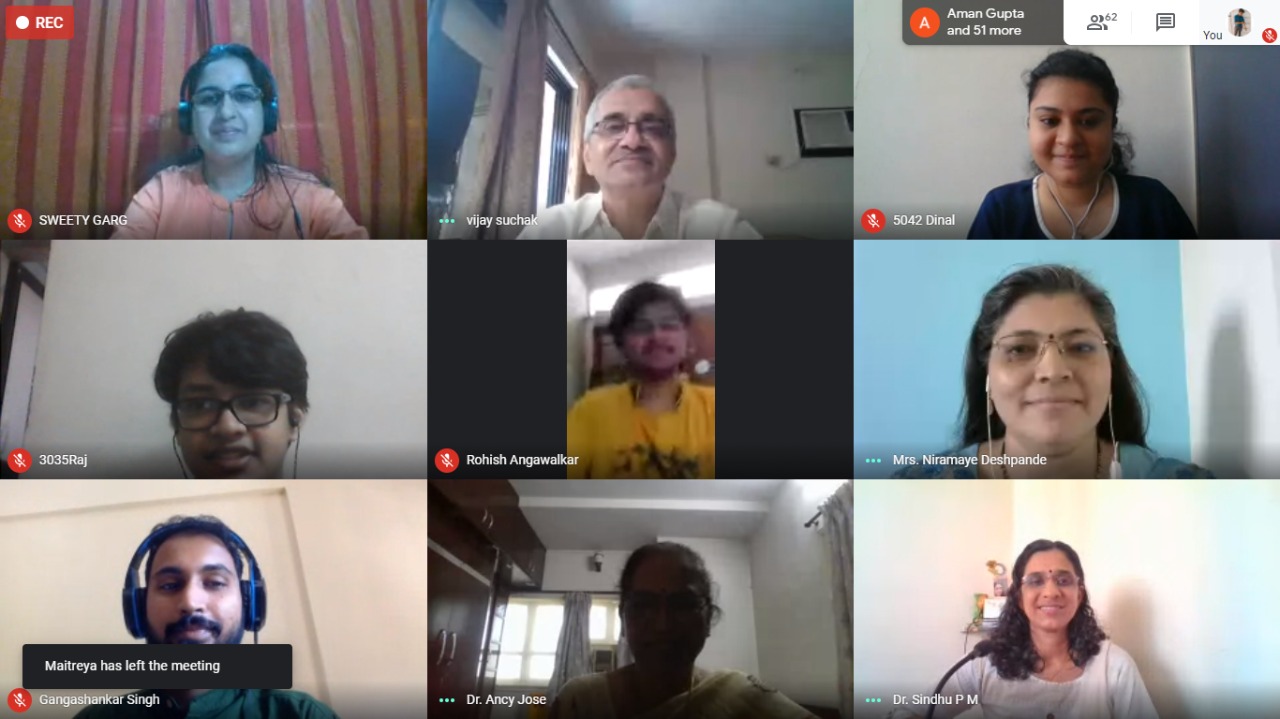 REC
A
Aman Gupta
and 51 more
62
You
SWEETY GARG
vijay suchak
5042 Dinal
3035Raj
Rohish Angawalkar
Mrs. Niramaye Deshpande
Maitreya has left the meeting
Gangashankar Singh
Dr. Ancy Jose
Dr. Sindhu P M